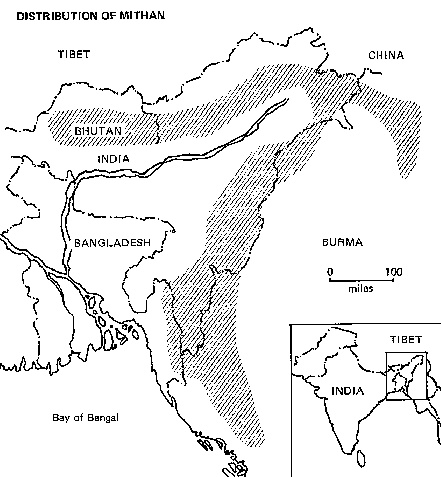 DISTRIBUTION OF MITHAN
TIBET
CHINA
BHUTAN
INDIA
BANGLADESH
BURMA
0 100
miles
TIBET
INDIA
Bay of Bengal